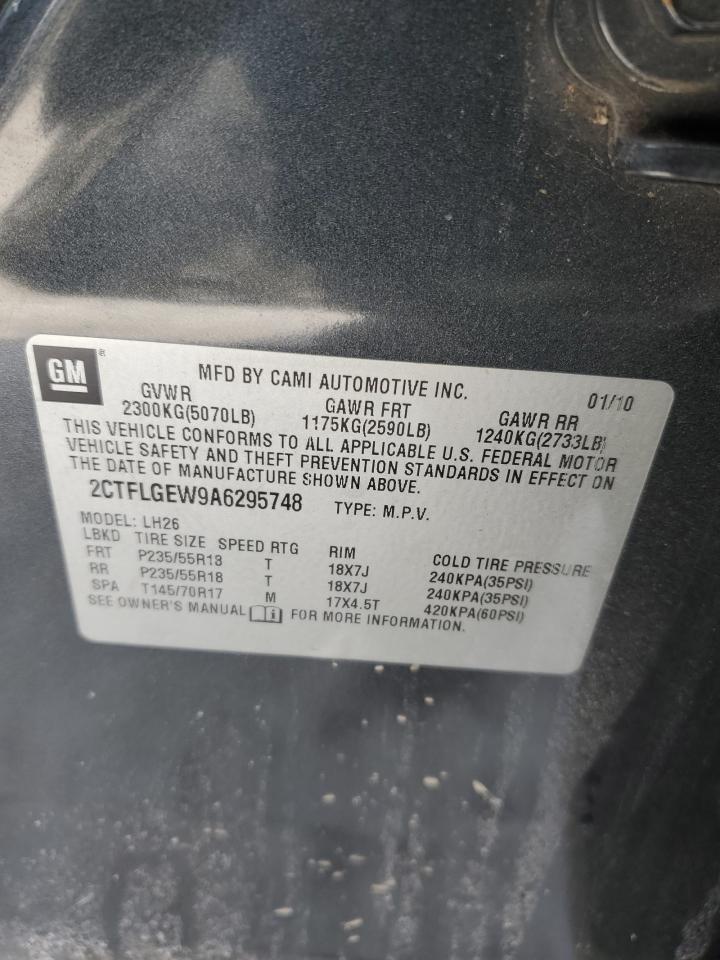 GM ®
MFD BY CAMI AUTOMOTIVE INC. 01/10
GVWR GAWR FRT GAWR RR
2300KG(5070LB) 1175KG(2590LB) 1240KG(2733LB)
THIS VEHICLE CONFORMS TO ALL APPLICABLE U.S. FEDERAL MOTOR
VEHICLE SAFETY AND THEFT PREVENTION STANDARDS IN EFFECT ON
THE DATE OF MANUFACTURE SHOWN ABOVE.
2CTFLGEW9A6295748 TYPE: M.P.V.
MODEL: LH26
LBKD TIRE SIZE SPEED RTG RIM COLD TIRE PRESSURE
FRT P235/55R18 T 18X7J 240KPA(35PSI)
RR P235/55R18 T 18X7J 240KPA(35PSI)
SPA T145/70R17 M 17X4.5T 420KPA(60PSI)
SEE OWNER'S MANUAL i FOR MORE INFORMATION.